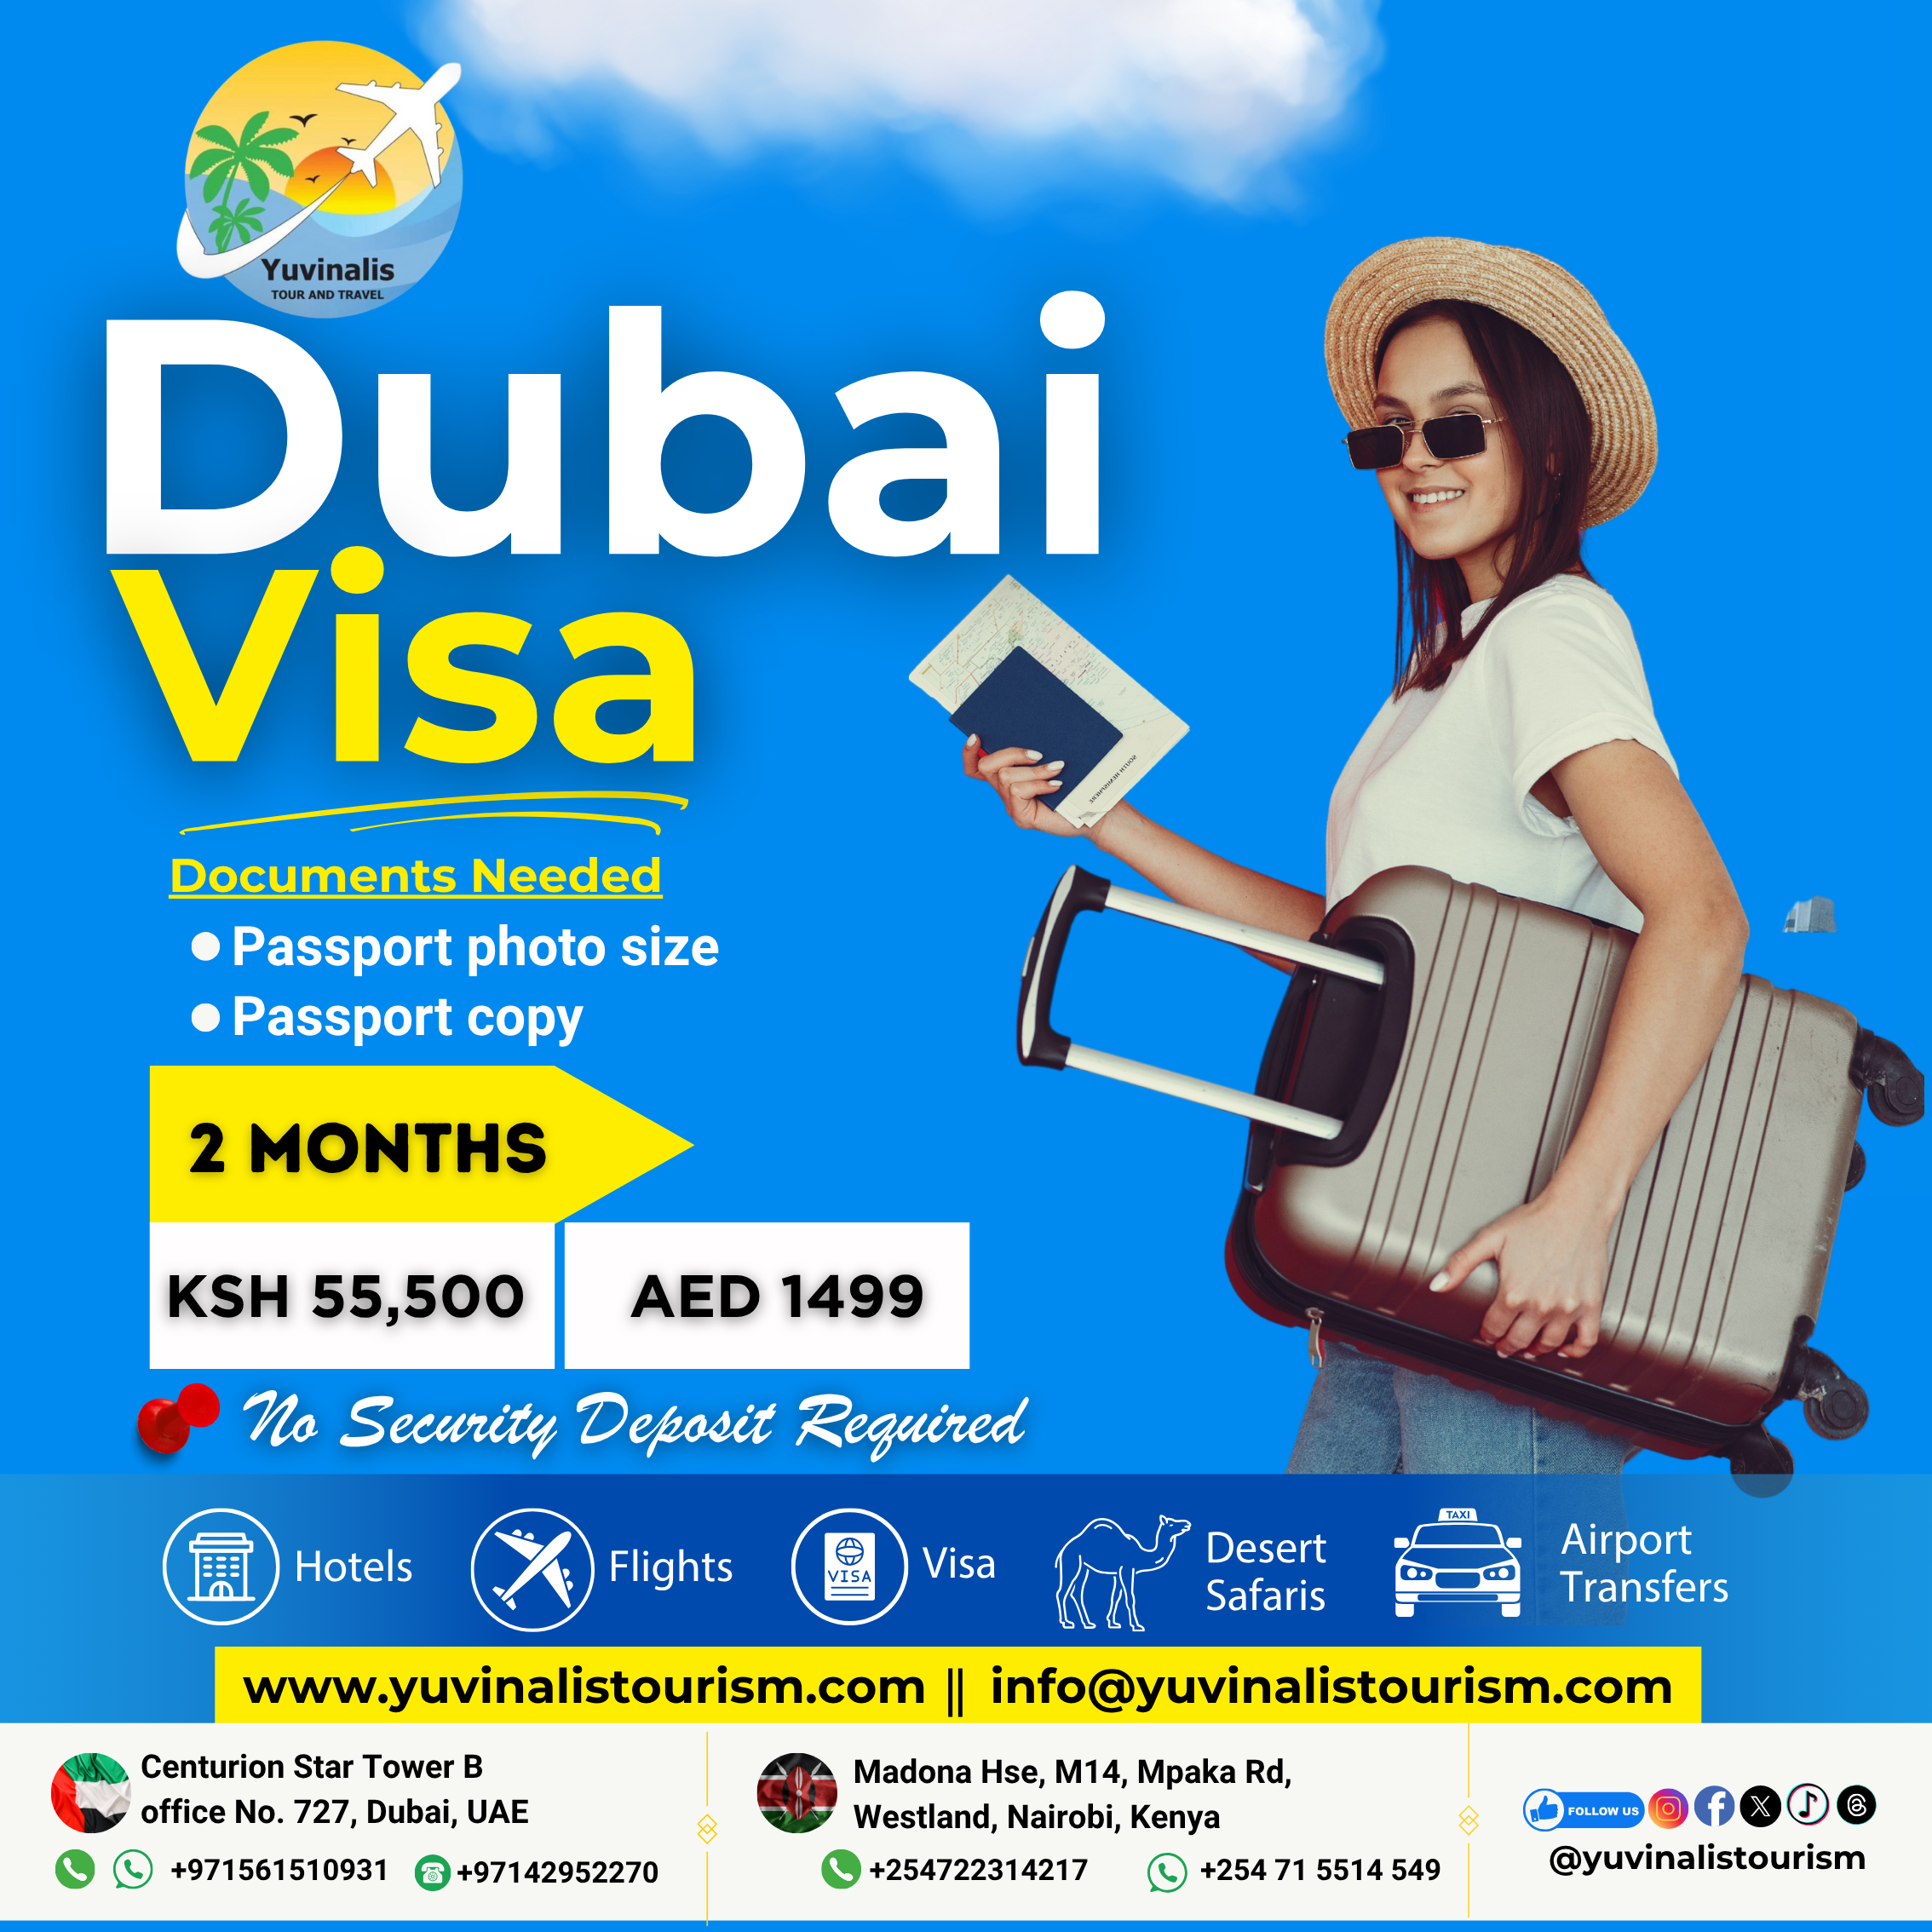 Yuvinalis
TOUR AND TRAVEL
Dubai
Visa
Documents Needed
Passport photo size
Passport copy
2 MONTHS
KSH 55,500
AED 1499
No Security Deposit Required
SOUTH HEMISPHERE
Hotels
Flights
VISA
Visa
Desert
Safaris
TAXI
Airport
Transfers
www.yuvinalistourism.com || info@yuvinalistourism.com
Centurion Star Tower B
office No. 727, Dubai, UAE
+971561510931
+97142952270
Madona Hse, M14, Mpaka Rd,
Westland, Nairobi, Kenya
+254722314217
+254 71 5514 549
FOLLOW US
@yuvinalistourism